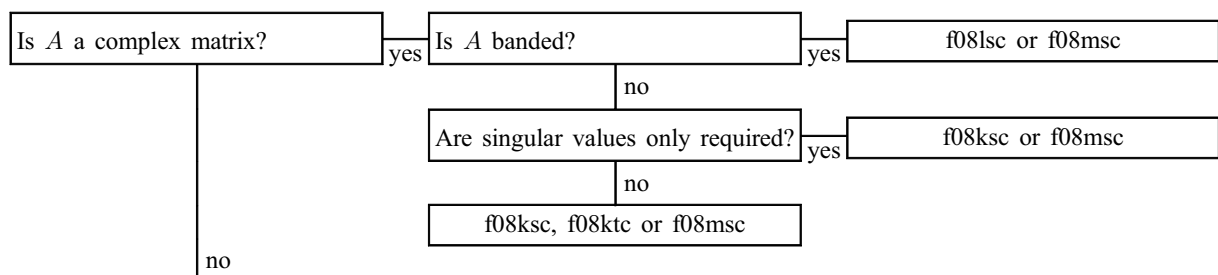 Is A a complex matrix?
yes
Is A banded?
yes
f08lsc or f08msc
no
Are singular values only required?
yes
f08ksc or f08msc
no
f08ksc, f08ktc or f08msc
no